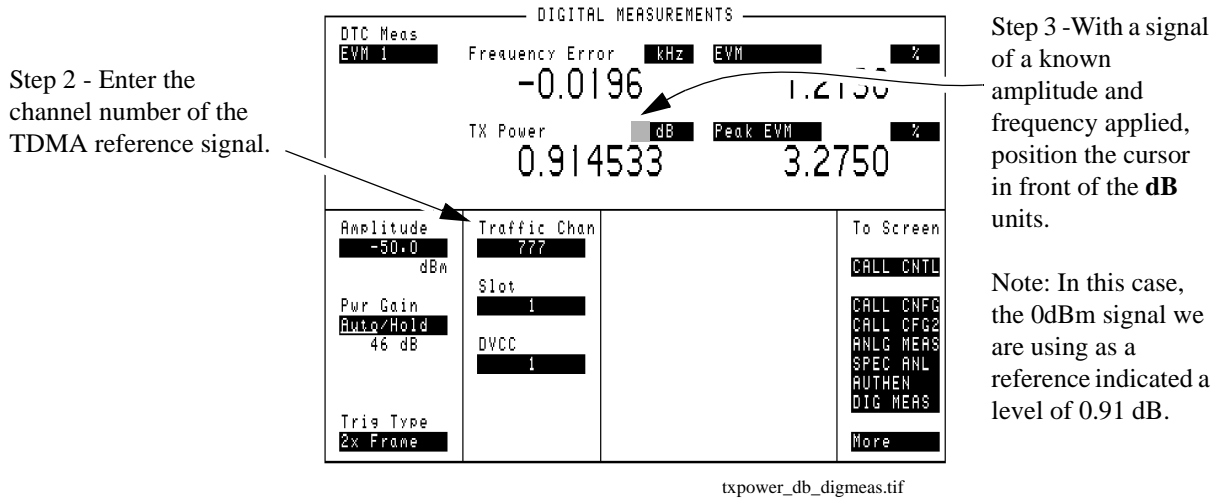 Step 2 - Enter the
channel number of the
TDMA reference signal.
DIGITAL MEASUREMENTS
DTC Meas
EVM 1
Frequency Error kHz
-0.0196
EVM %
TX Power dB
0.914533
Peak EVM %
3.2750
Amplitude
-50.0
dBm
Pwr Gain
Auto/Hold
46 dB
Trig Type
2x Frame
Traffic Chan
777
Slot
1
DVCC
1
To Screen
CALL CNTL
CALL CNFG
CALL CFG2
ANLG MEAS
SPEC ANL
AUTHEN
DIG MEAS
More
Step 3 -With a signal
of a known
amplitude and
frequency applied,
position the cursor
in front of the dB
units.
Note: In this case,
the 0dBm signal we
are using as a
reference indicated a
level of 0.91 dB.
txpower_db_digmeas.tif